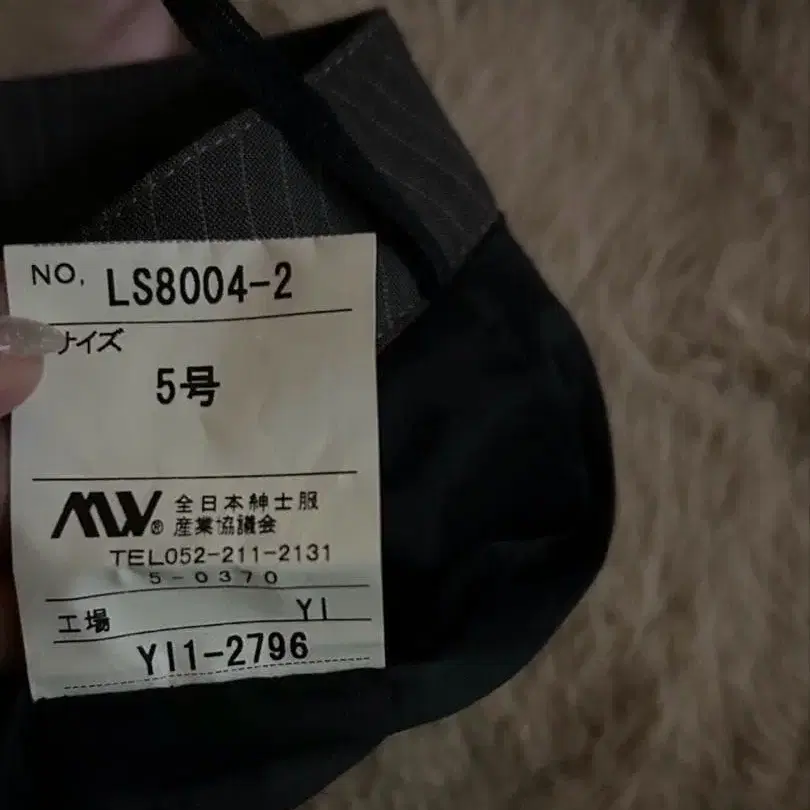 NO. LS8004-2
サイズ
5号
MW® 全日本紳士服
産業協議会
TEL052-211-2131
5-0370
工場 YI
YI1-2796